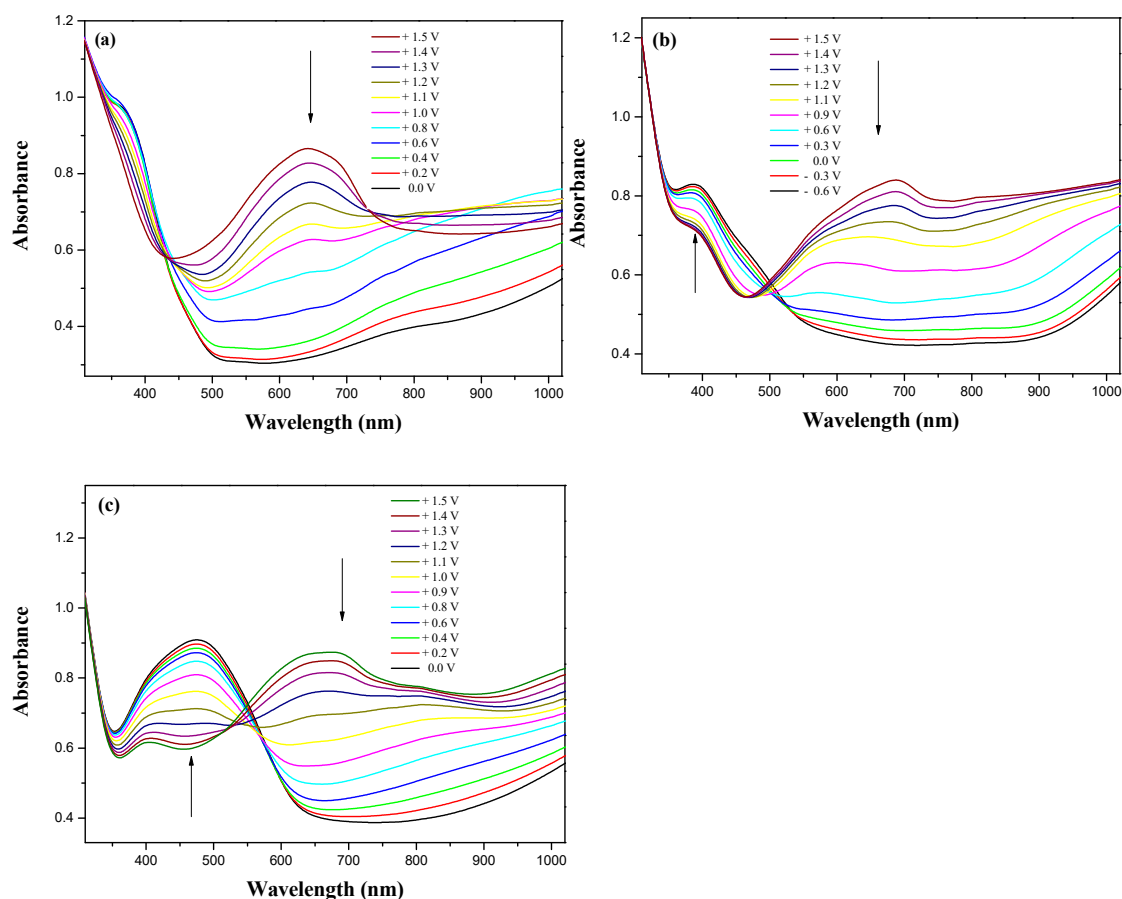 (a)
1.2
1.0
0.8
0.6
0.4
Absorbance
400 500 600 700 800 900 1000
Wavelength (nm)
+ 1.5 V
+ 1.4 V
+ 1.3 V
+ 1.2 V
+ 1.1 V
+ 1.0 V
+ 0.8 V
+ 0.6 V
+ 0.4 V
+ 0.2 V
0.0 V
(b)
1.2
1.0
0.8
0.6
0.4
Absorbance
400 500 600 700 800 900 1000
Wavelength (nm)
+ 1.5 V
+ 1.4 V
+ 1.3 V
+ 1.2 V
+ 1.1 V
+ 0.9 V
+ 0.6 V
+ 0.3 V
0.0 V
- 0.3 V
- 0.6 V
(c)
1.2
1.0
0.8
0.6
0.4
Absorbance
400 500 600 700 800 900 1000
Wavelength (nm)
+ 1.5 V
+ 1.4 V
+ 1.3 V
+ 1.2 V
+ 1.1 V
+ 1.0 V
+ 0.9 V
+ 0.8 V
+ 0.6 V
+ 0.4 V
+ 0.2 V
0.0 V